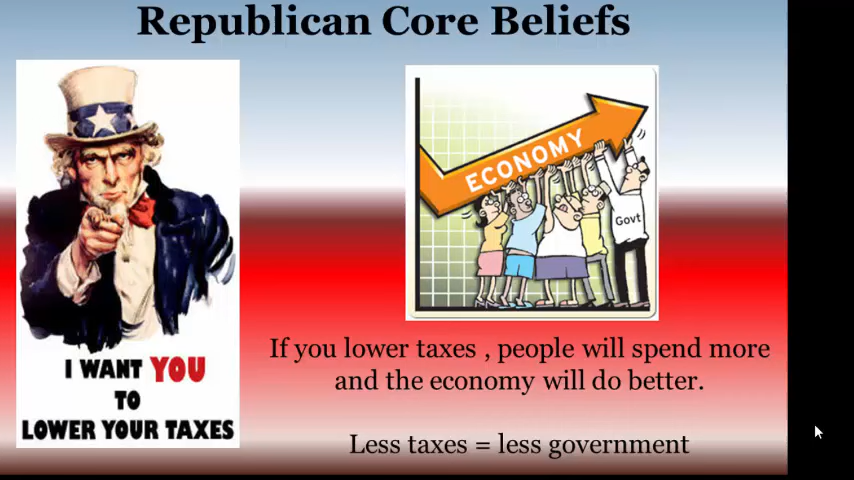 Republican Core Beliefs
ECONOMY
Govt
I WANT YOU
TO
LOWER YOUR TAXES
If you lower taxes , people will spend more
and the economy will do better.
Less taxes = less government